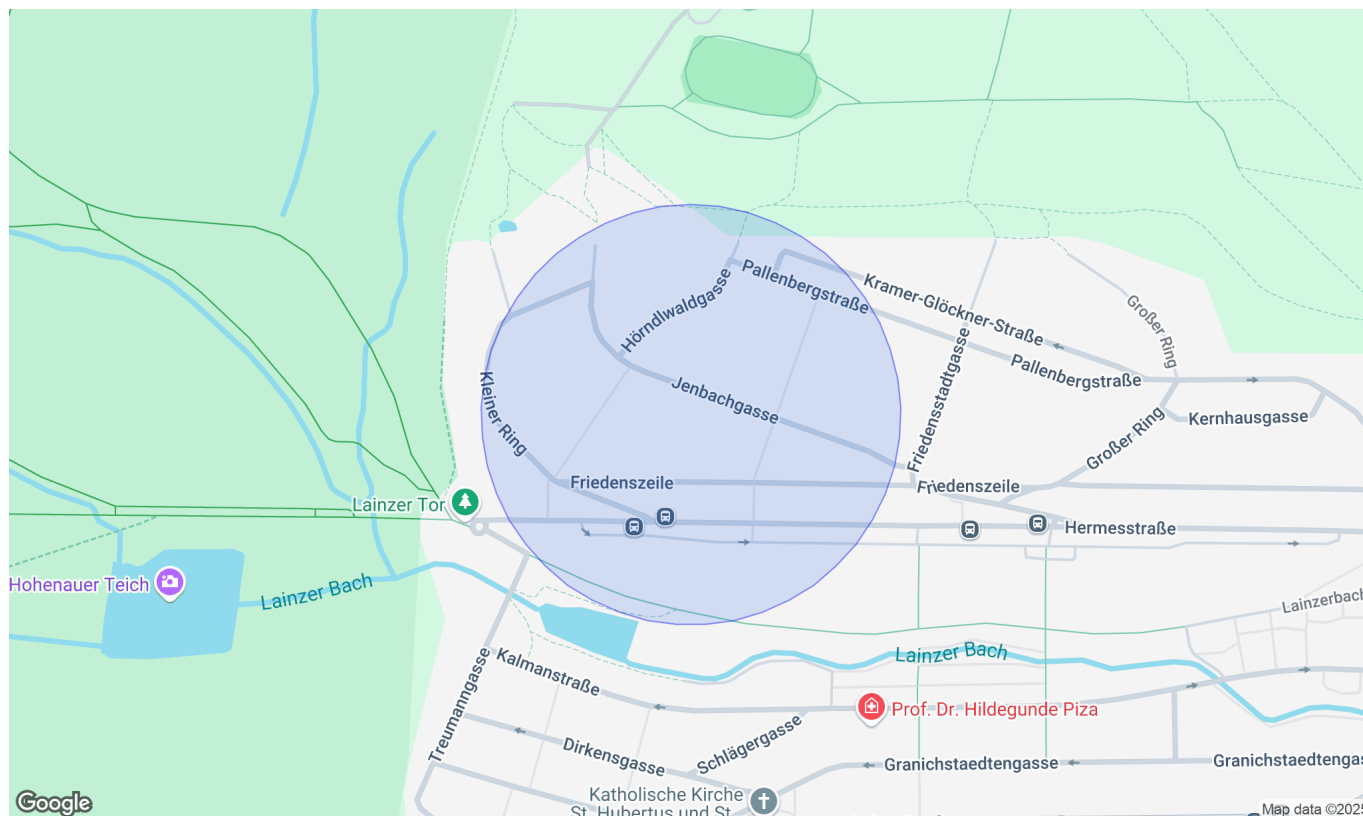 Pallenbergstraße
Kramer-Glöckner-Straße
Großer Ring
Hörndlwaldgasse
Friedensstadtgasse
Pallenbergstraße
Kleiner Ring
Jenbachgasse
Großer Ring
Kernhausgasse
Friedenszeile
Friedenszeile
Lainzer Tor
Hermesstraße
Hohenauer Teich
Lainzer Bach
Lainzerbach
Lainzer Bach
Kalmanstraße
Treumanngasse
Prof. Dr. Hildegunde Piza
Schlägergasse
Dirkensgasse
Granichstaedtengasse
Granichstaedtengas
Katholische Kirche
St. Hubertus und St.
Google
Map data ©2025